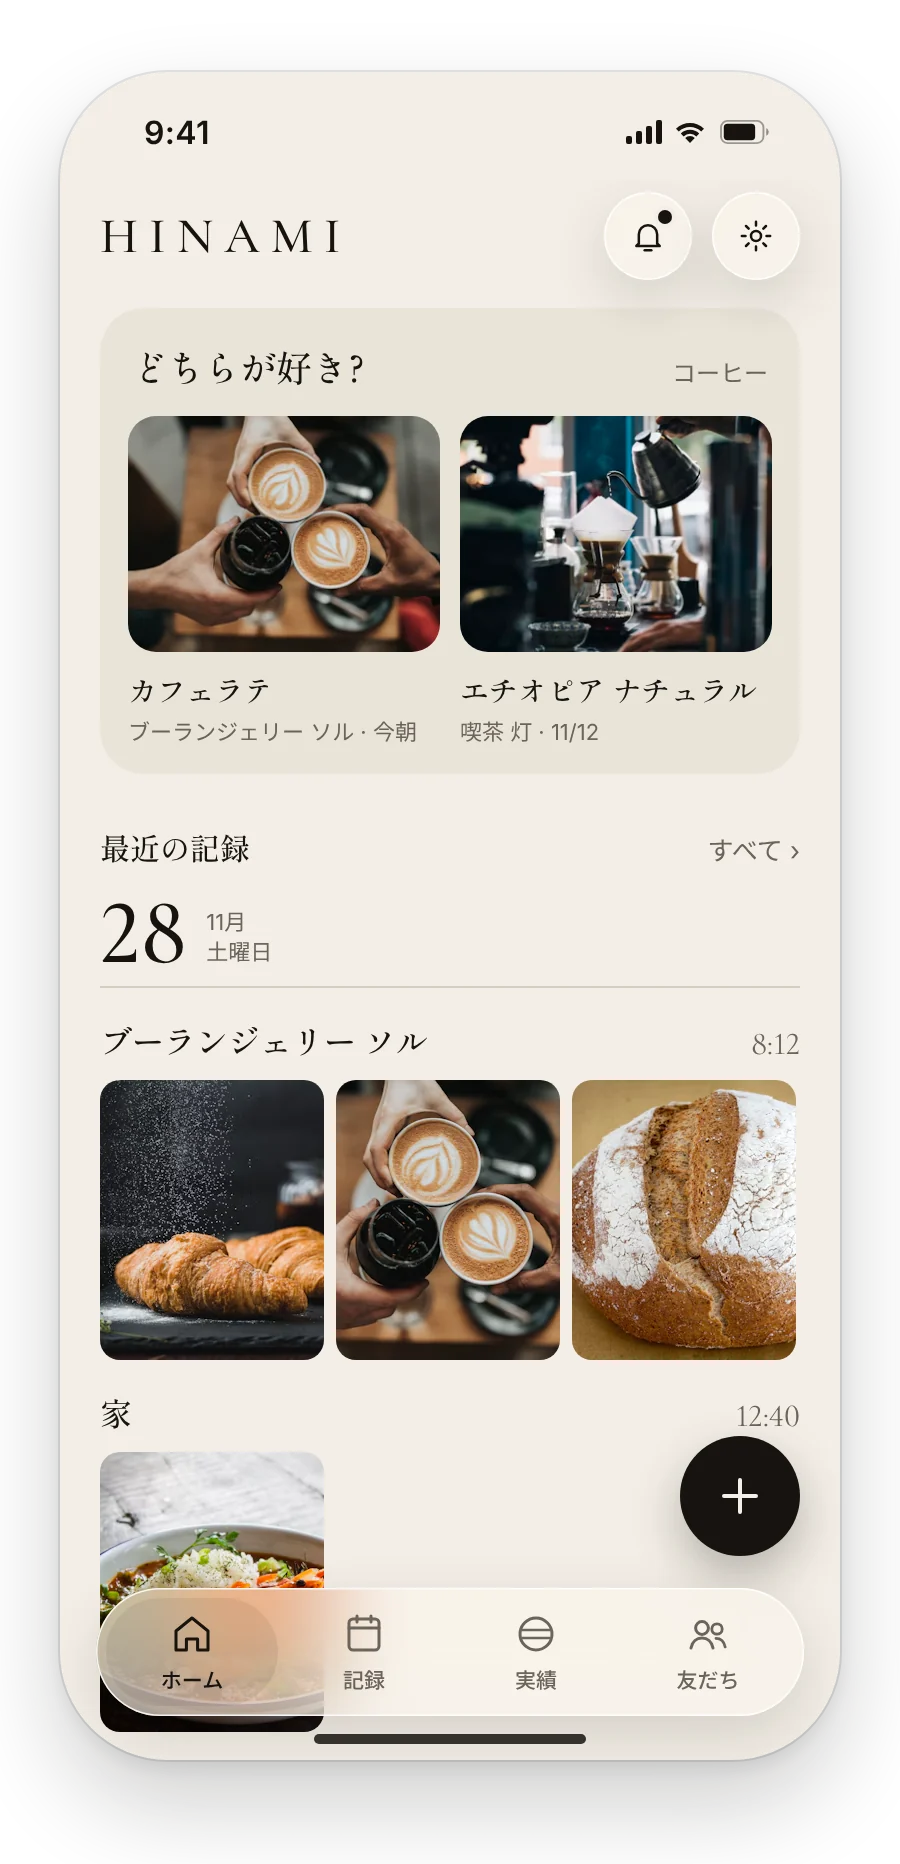 9:41
HINAMI
どちらが好き?
コーヒー
カフェラテ
ブーランジェリー ソル · 今朝
エチオピア ナチュラル
喫茶 灯 · 11/12
最近の記録
すべて ›
28
11月
土曜日
ブーランジェリー ソル
8:12
家
12:40
ホーム
記録
実績
友だち